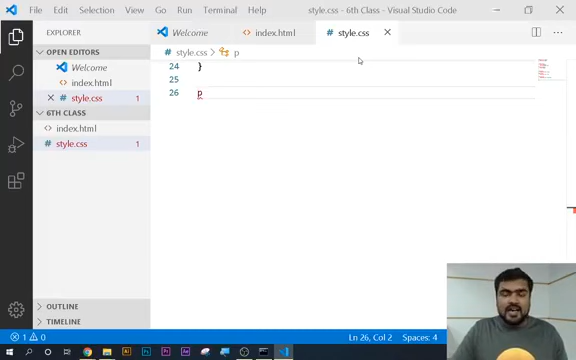 File Edit Selection View Go Run Terminal Help style.css - 6th Class - Visual Studio Code
EXPLORER
Welcome
index.html
style.css
OPEN EDITORS
style.css > p
Welcome
index.html
style.css 1
6TH CLASS
index.html
style.css 1
24 }
25
26 p
OUTLINE
TIMELINE
1 0 Ln 26, Col 2 Spaces: 4